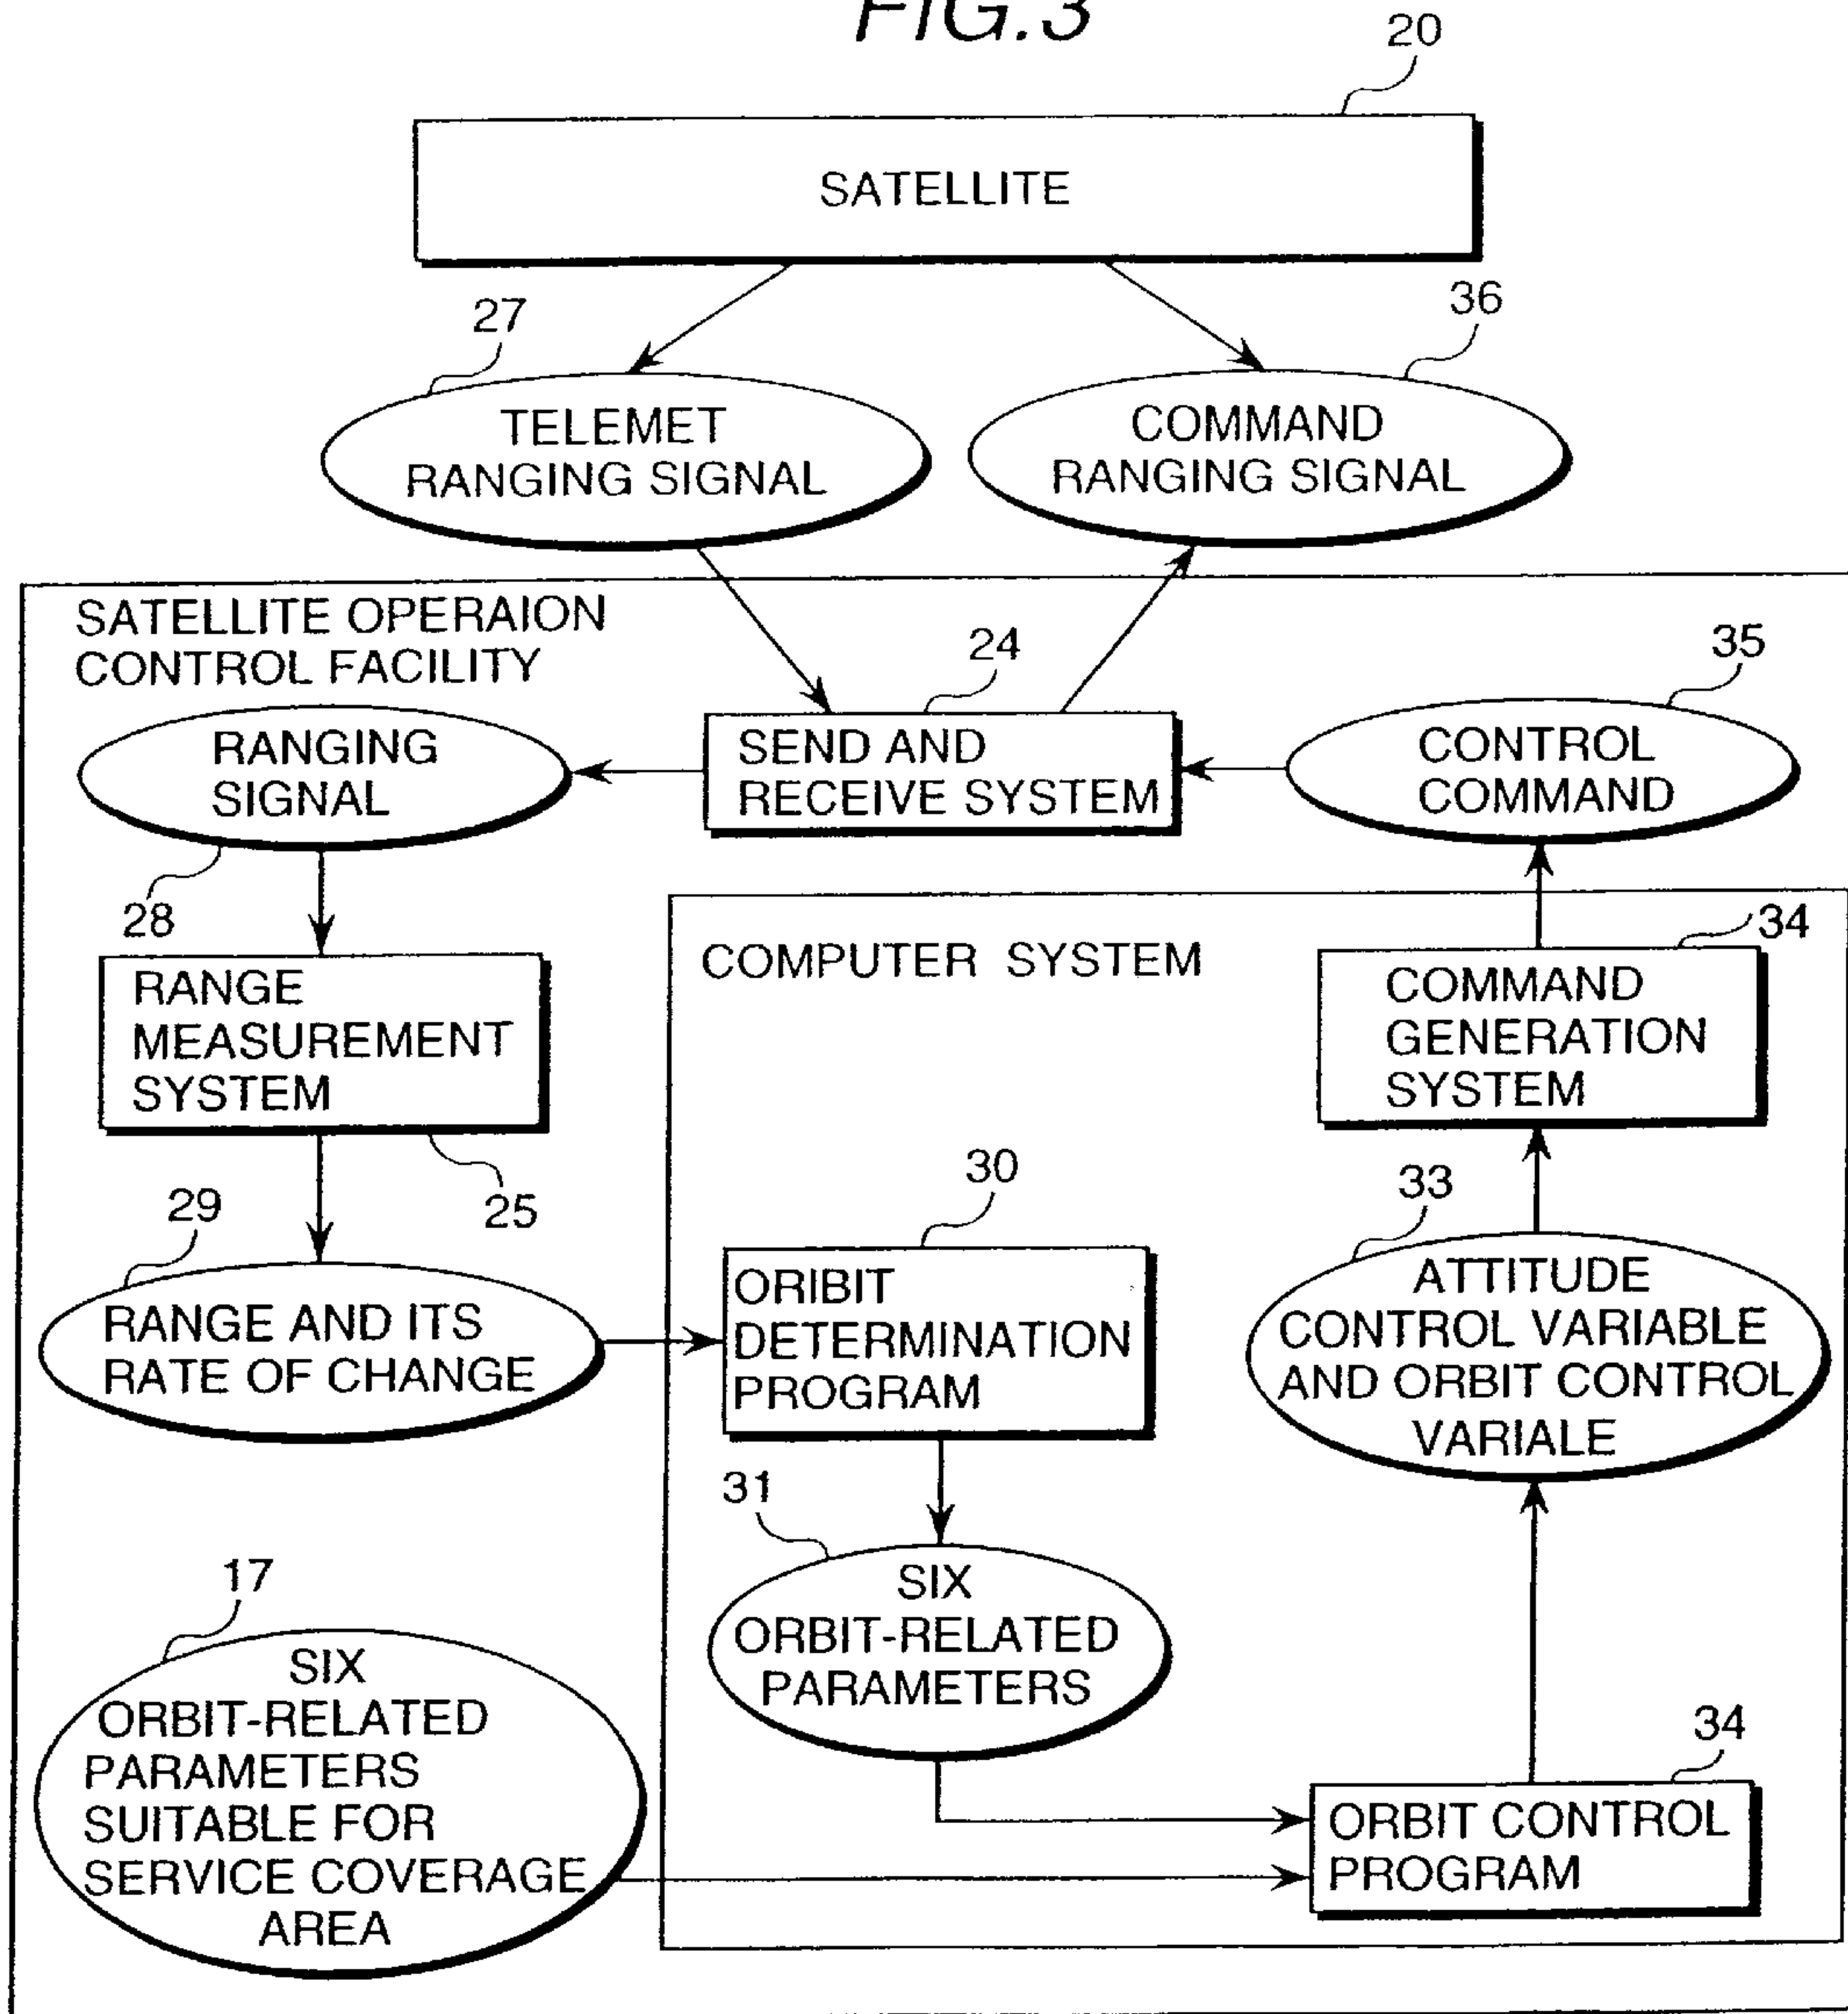 FIG.3
20
SATELLITE
27
36
TELEMET
RANGING SIGNAL
COMMAND
RANGING SIGNAL
SATELLITE OPERAION
CONTROL FACILITY
24
35
RANGING
SIGNAL
SEND AND
RECEIVE SYSTEM
CONTROL
COMMAND
28
34
COMPUTER SYSTEM
RANGE
MEASUREMENT
SYSTEM
COMMAND
GENERATION
SYSTEM
25
30
33
29
RANGE AND ITS
RATE OF CHANGE
ORIBIT
DETERMINATION
PROGRAM
ATTITUDE
CONTROL VARIABLE
AND ORBIT CONTROL
VARIALE
31
17
SIX
ORBIT-RELATED
PARAMETERS
SIX
ORBIT-RELATED
PARAMETERS
SUITABLE FOR
SERVICE COVERAGE
AREA
34
ORBIT CONTROL
PROGRAM